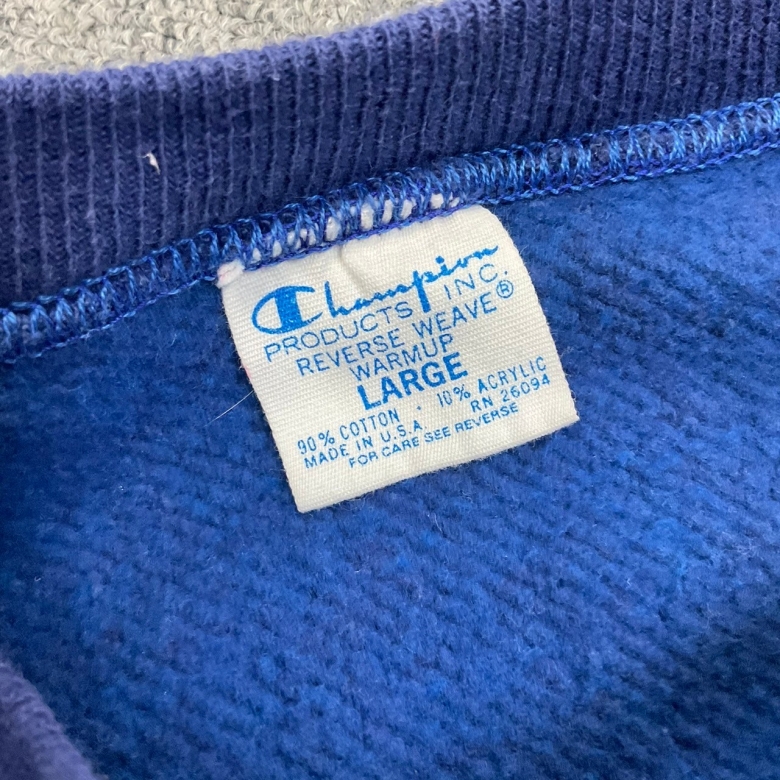 Champion
PRODUCTS INC.
REVERSE WEAVE®
WARMUP
LARGE
90% COTTON · 10% ACRYLIC
MADE IN U.S.A RN 26094
FOR CARE SEE REVERSE